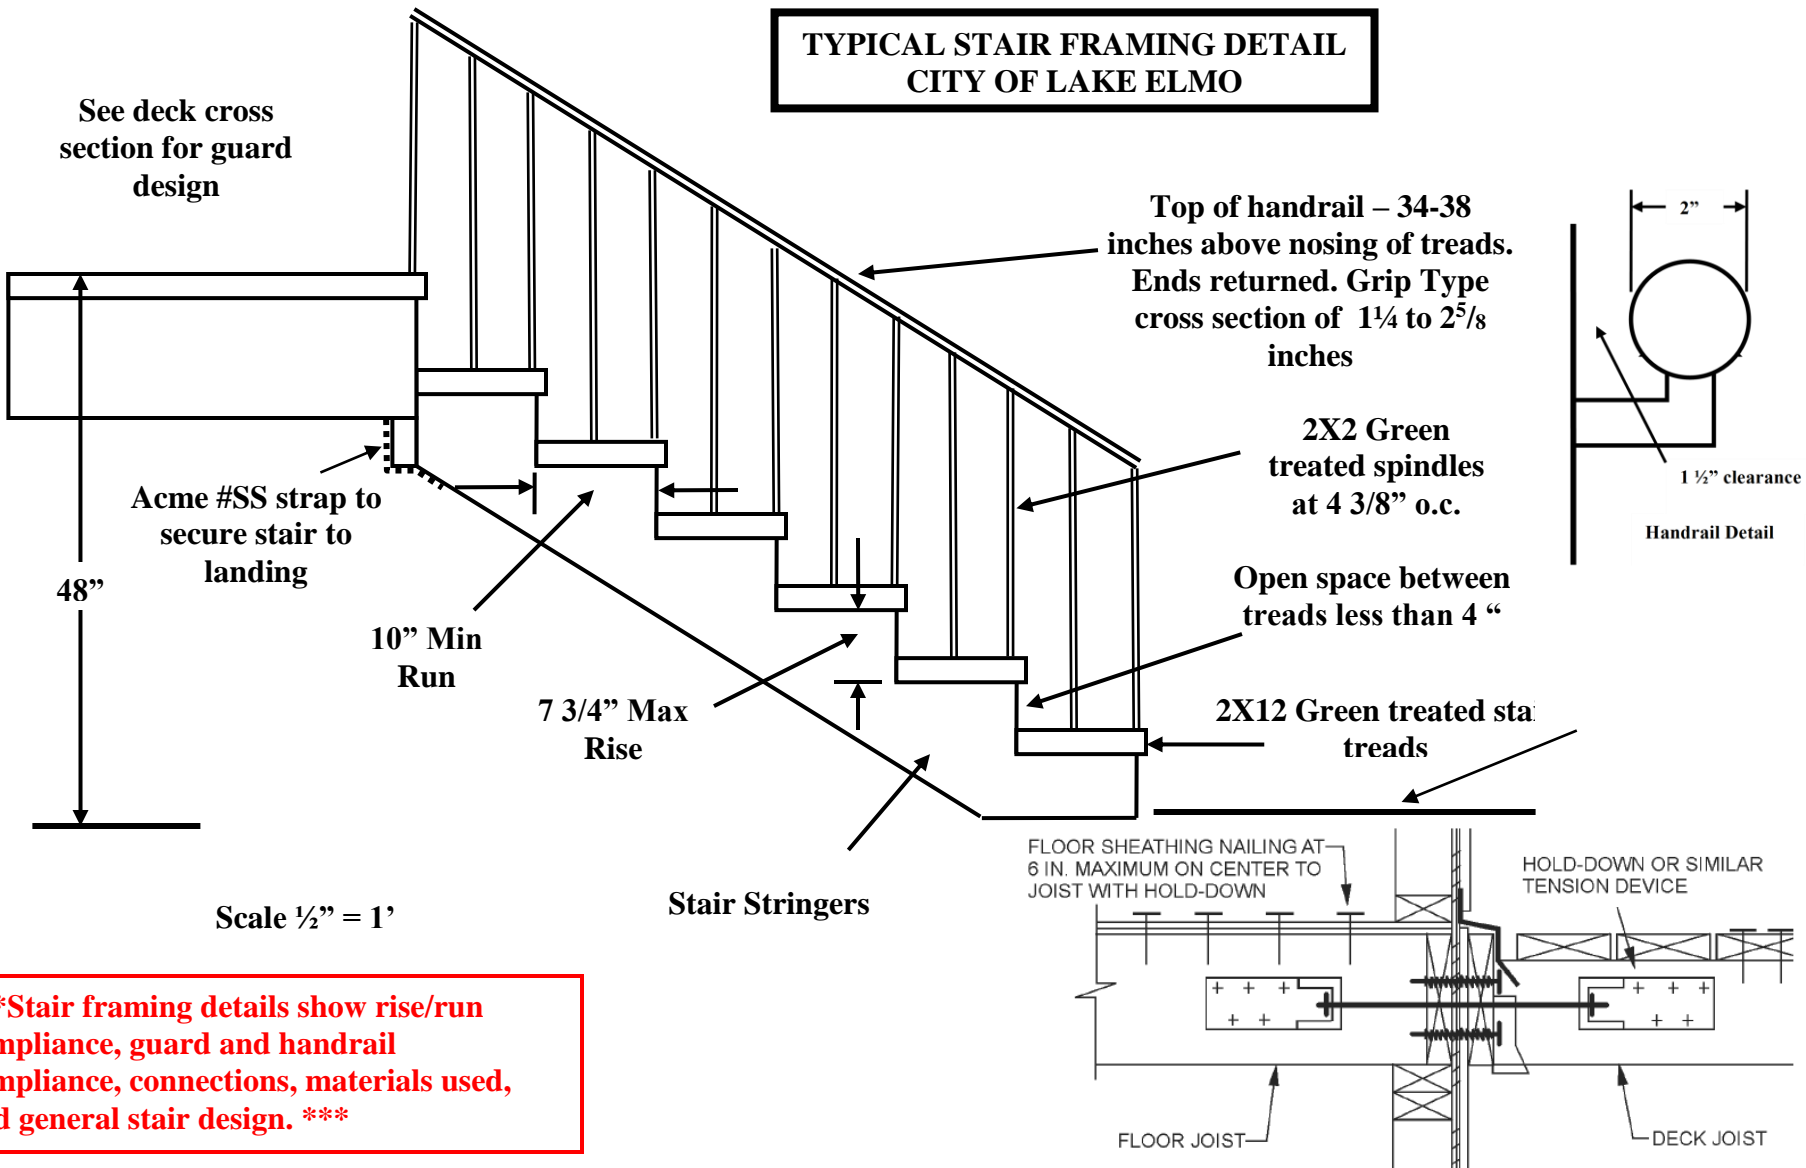 TYPICAL STAIR FRAMING DETAIL
CITY OF LAKE ELMO
See deck cross
section for guard
design
Top of handrail – 34-38
inches above nosing of treads.
Ends returned. Grip Type
cross section of 1¼ to 2⁵/₈
inches
2”
1 ½” clearance
Handrail Detail
2X2 Green
treated spindles
at 4 3/8” o.c.
Acme #SS strap to
secure stair to
landing
48”
Open space between
treads less than 4 “
10” Min
Run
7 3/4” Max
Rise
2X12 Green treated stai
treads
Stair Stringers
Scale ½” = 1’
*Stair framing details show rise/run
mpliance, guard and handrail
mpliance, connections, materials used,
d general stair design. ***
FLOOR SHEATHING NAILING AT
6 IN. MAXIMUM ON CENTER TO
JOIST WITH HOLD-DOWN
HOLD-DOWN OR SIMILAR
TENSION DEVICE
FLOOR JOIST
DECK JOIST